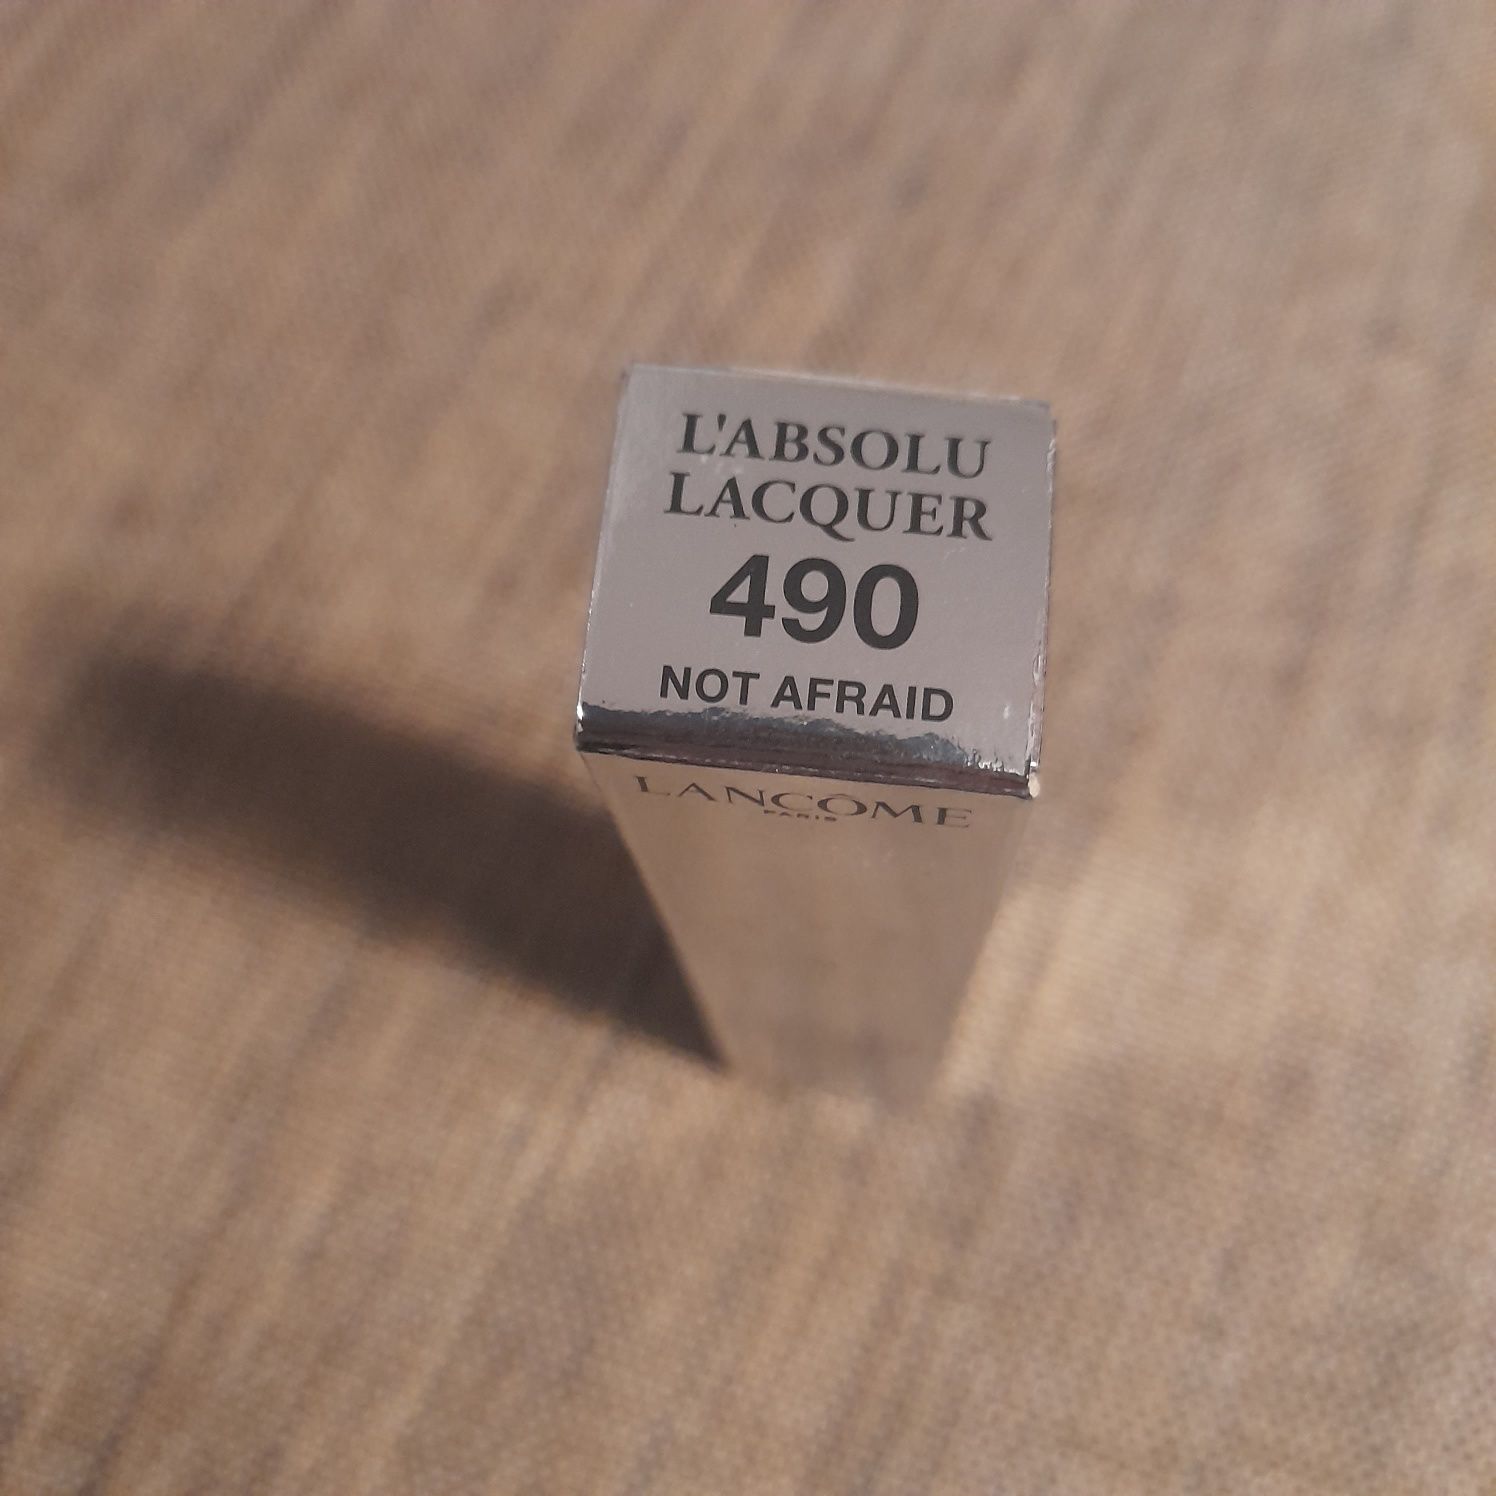 L'ABSOLU
LACQUER
490
NOT AFRAID
LANCÔME
PARIS